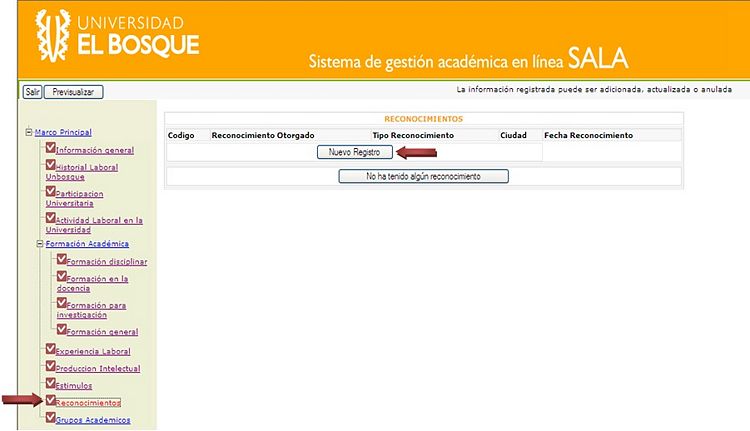 UNIVERSIDAD
EL BOSQUE
Sistema de gestión académica en línea SALA
Salir Previsualizar
La información registrada puede ser adicionada, actualizada o anulada
RECONOCIMIENTOS
Codigo Reconocimiento Otorgado Tipo Reconocimiento Ciudad Fecha Reconocimiento
Nuevo Registro
No ha tenido algún reconocimiento
Marco Principal
Información general
Historial Laboral
Unbosque
Participacion
Universitaria
Actividad Laboral en la
Universidad
Formación Académica
Formación disciplinar
Formación en la
docencia
Formación para
investigación
Formación general
Experiencia Laboral
Produccion Intelectual
Estimulos
Reconocimientos
Grupos Academicos